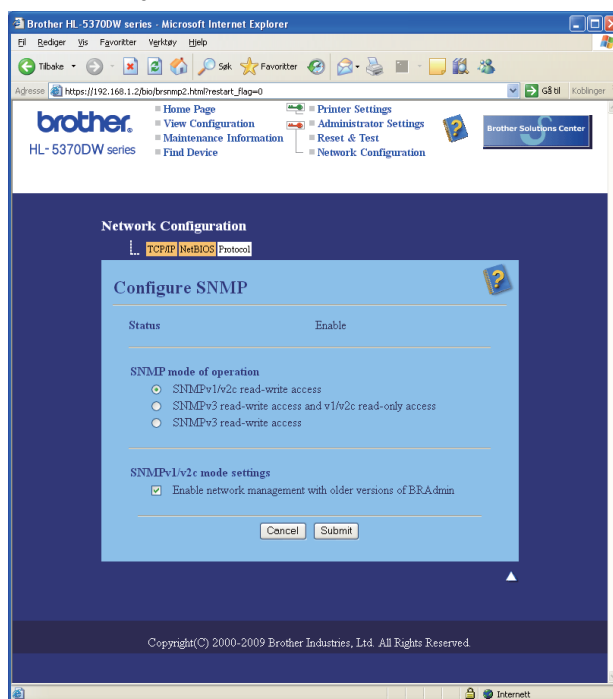 Brother HL-5370DW series - Microsoft Internet Explorer
Fil Rediger Vis Favoritter Verktøy Hjelp
Tilbake Søk Favoritter
Adresse https://192.168.1.2/bio/brsnmp2.html?restart_flag=0 Gå til Koblinger
brother.
HL-5370DW series
Home Page
View Configuration
Maintenance Information
Find Device
Printer Settings
Administrator Settings
Reset & Test
Network Configuration
Brother Solutions Center
Network Configuration
TCP/IP NetBIOS Protocol
Configure SNMP
Status Enable
SNMP mode of operation
SNMPv1/v2c read-write access
SNMPv3 read-write access and v1/v2c read-only access
SNMPv3 read-write access
SNMPv1/v2c mode settings
Enable network management with older versions of BRAdmin
Cancel Submit
Copyright(C) 2000-2009 Brother Industries, Ltd. All Rights Reserved.
Internett